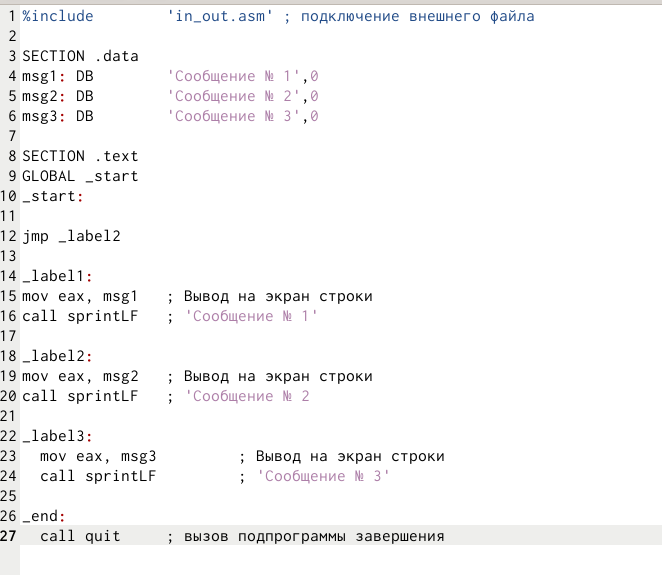 1 %include 'in_out.asm' ; подключение внешнего файла
2
3 SECTION .data
4 msg1: DB 'Сообщение № 1',0
5 msg2: DB 'Сообщение № 2',0
6 msg3: DB 'Сообщение № 3',0
7
8 SECTION .text
9 GLOBAL _start
10 _start:
11
12 jmp _label2
13
14 _label1:
15 mov eax, msg1 ; Вывод на экран строки
16 call sprintLF ; 'Сообщение № 1'
17
18 _label2:
19 mov eax, msg2 ; Вывод на экран строки
20 call sprintLF ; 'Сообщение № 2
21
22 _label3:
23 mov eax, msg3 ; Вывод на экран строки
24 call sprintLF ; 'Сообщение № 3'
25
26 _end:
27 call quit ; вызов подпрограммы завершения